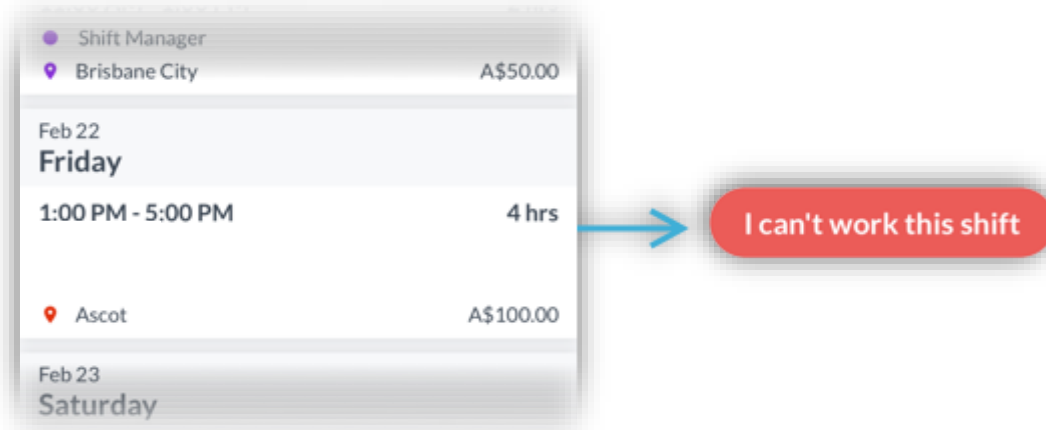 Shift Manager
Brisbane City A$50.00
Feb 22
Friday
1:00 PM - 5:00 PM 4 hrs
I can't work this shift
Ascot A$100.00
Feb 23
Saturday